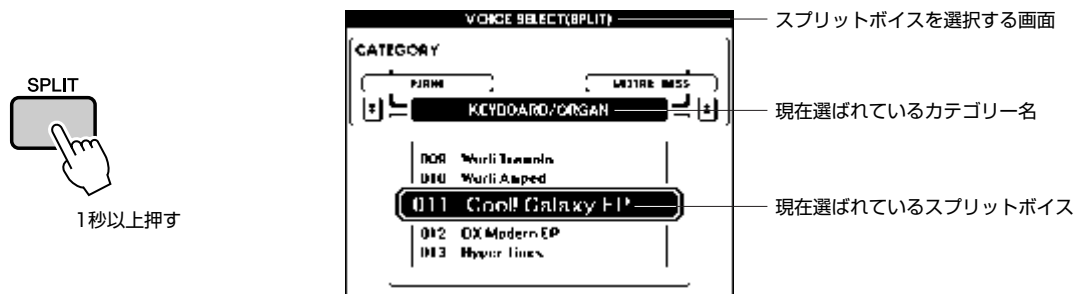 VOICE SELECT(SPLIT)
スプリットボイスを選択する画面
CATEGORY
SPLIT
PIANO
GUITAR BASS
KEYBOARD/ORGAN
現在選ばれているカテゴリー名
009 Wurli Tremolo
010 Wurli Amped
011 Cool! Galaxy EP
現在選ばれているスプリットボイス
1秒以上押す
012 DX Modern EP
013 Hyper Tines